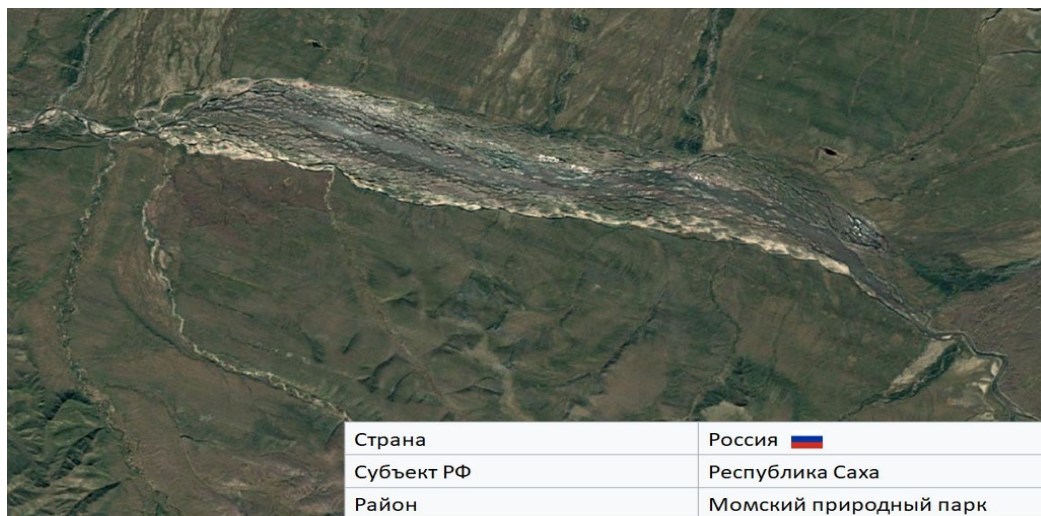 Страна Россия
Субъект РФ Республика Саха
Район Момский природный парк